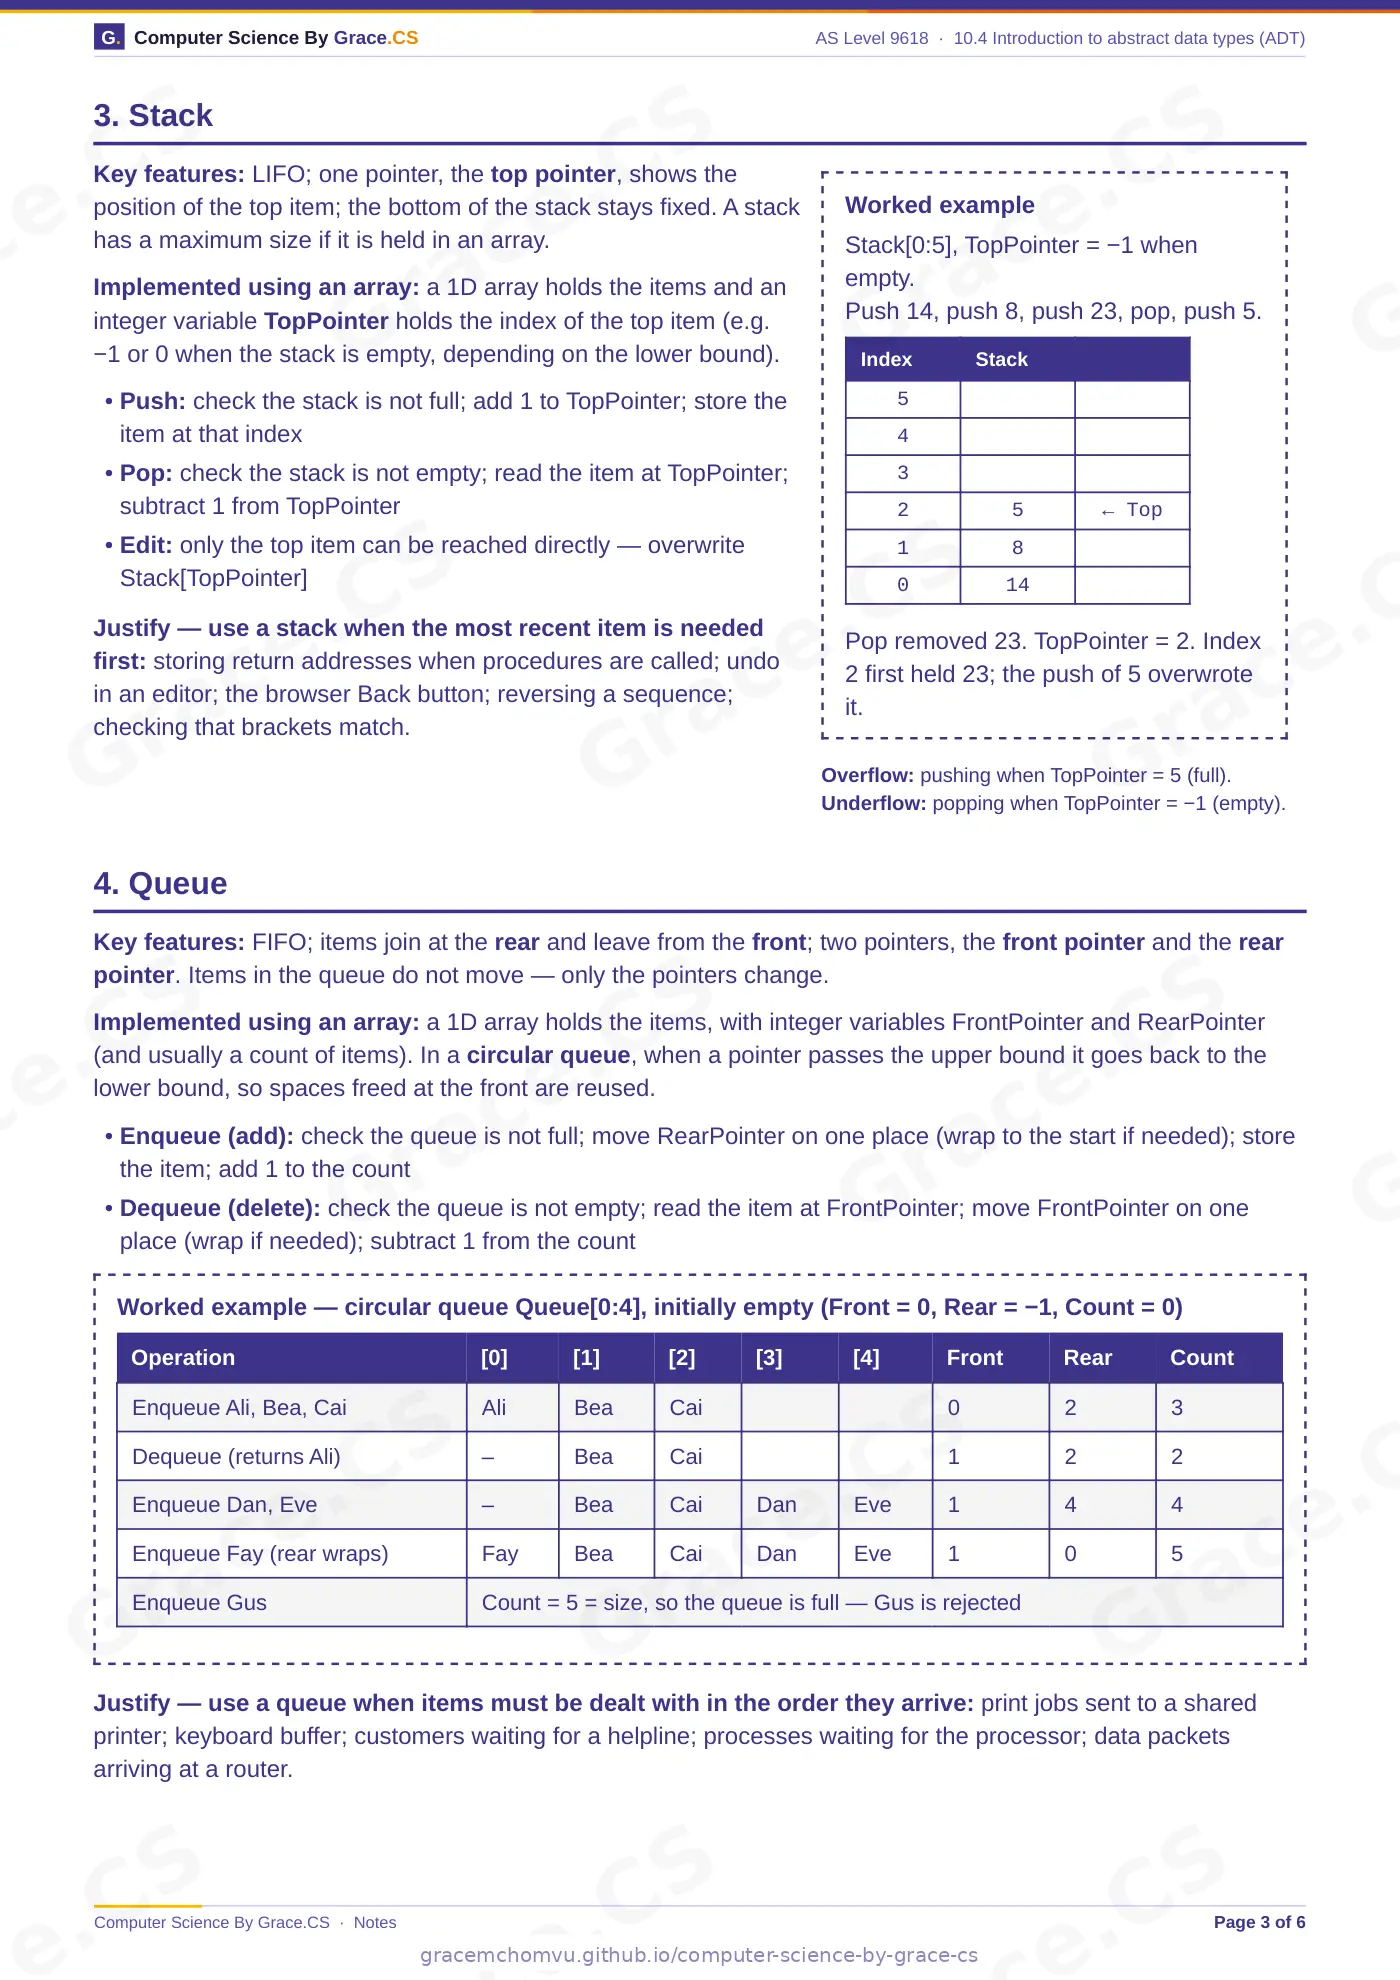 G. Computer Science By Grace.CS
AS Level 9618 · 10.4 Introduction to abstract data types (ADT)
3. Stack
Key features: LIFO; one pointer, the top pointer, shows the
position of the top item; the bottom of the stack stays fixed. A stack
has a maximum size if it is held in an array.
Implemented using an array: a 1D array holds the items and an
integer variable TopPointer holds the index of the top item (e.g.
−1 or 0 when the stack is empty, depending on the lower bound).
• Push: check the stack is not full; add 1 to TopPointer; store the
item at that index
• Pop: check the stack is not empty; read the item at TopPointer;
subtract 1 from TopPointer
• Edit: only the top item can be reached directly — overwrite
Stack[TopPointer]
Justify — use a stack when the most recent item is needed
first: storing return addresses when procedures are called; undo
in an editor; the browser Back button; reversing a sequence;
checking that brackets match.
Worked example
Stack[0:5], TopPointer = −1 when
empty.
Push 14, push 8, push 23, pop, push 5.
Index Stack
5
4
3
2 5 ← Top
1 8
0 14
Pop removed 23. TopPointer = 2. Index
2 first held 23; the push of 5 overwrote
it.
Overflow: pushing when TopPointer = 5 (full).
Underflow: popping when TopPointer = −1 (empty).
4. Queue
Key features: FIFO; items join at the rear and leave from the front; two pointers, the front pointer and the rear
pointer. Items in the queue do not move — only the pointers change.
Implemented using an array: a 1D array holds the items, with integer variables FrontPointer and RearPointer
(and usually a count of items). In a circular queue, when a pointer passes the upper bound it goes back to the
lower bound, so spaces freed at the front are reused.
• Enqueue (add): check the queue is not full; move RearPointer on one place (wrap to the start if needed); store
the item; add 1 to the count
• Dequeue (delete): check the queue is not empty; read the item at FrontPointer; move FrontPointer on one
place (wrap if needed); subtract 1 from the count
Worked example — circular queue Queue[0:4], initially empty (Front = 0, Rear = −1, Count = 0)
Operation [0] [1] [2] [3] [4] Front Rear Count
Enqueue Ali, Bea, Cai Ali Bea Cai 0 2 3
Dequeue (returns Ali) – Bea Cai 1 2 2
Enqueue Dan, Eve – Bea Cai Dan Eve 1 4 4
Enqueue Fay (rear wraps) Fay Bea Cai Dan Eve 1 0 5
Enqueue Gus Count = 5 = size, so the queue is full — Gus is rejected
Justify — use a queue when items must be dealt with in the order they arrive: print jobs sent to a shared
printer; keyboard buffer; customers waiting for a helpline; processes waiting for the processor; data packets
arriving at a router.
Computer Science By Grace.CS · Notes
Page 3 of 6
gracemchomvu.github.io/computer-science-by-grace-cs